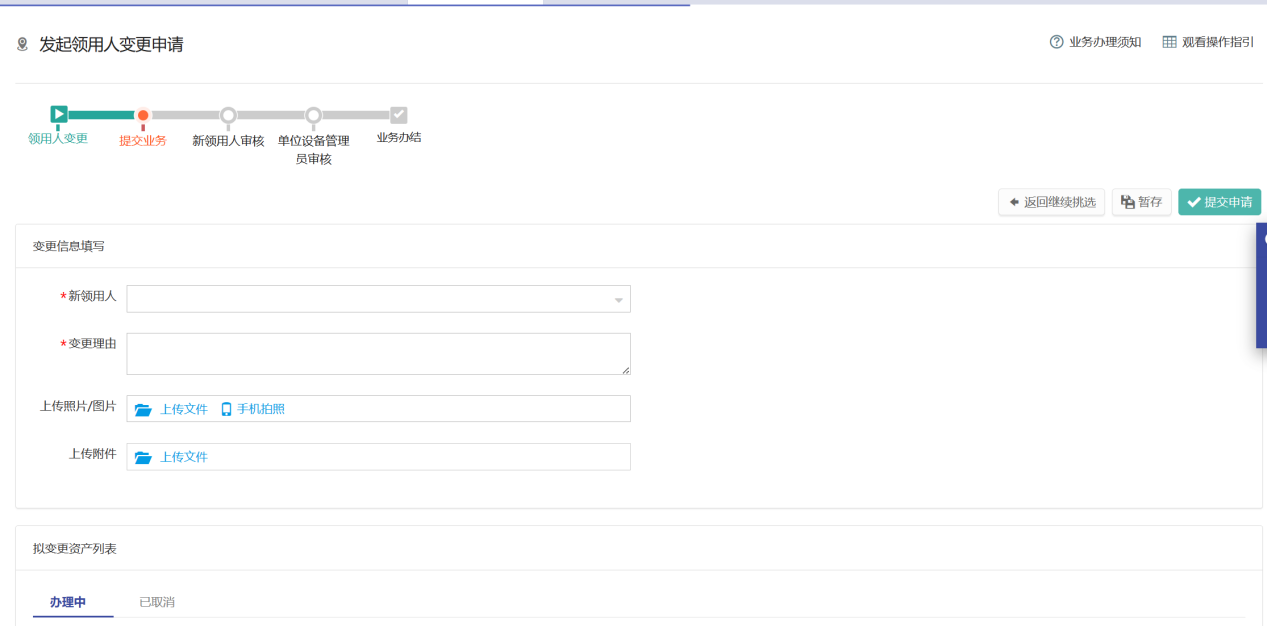 发起领用人变更申请
业务办理须知 观看操作指引
领用人变更 提交业务 新领用人审核 单位设备管理员审核 业务办结
返回继续挑选 暂存 提交申请
变更信息填写
*新领用人
*变更理由
上传照片/图片 上传文件 手机拍照
上传附件 上传文件
拟变更资产列表
办理中 已取消